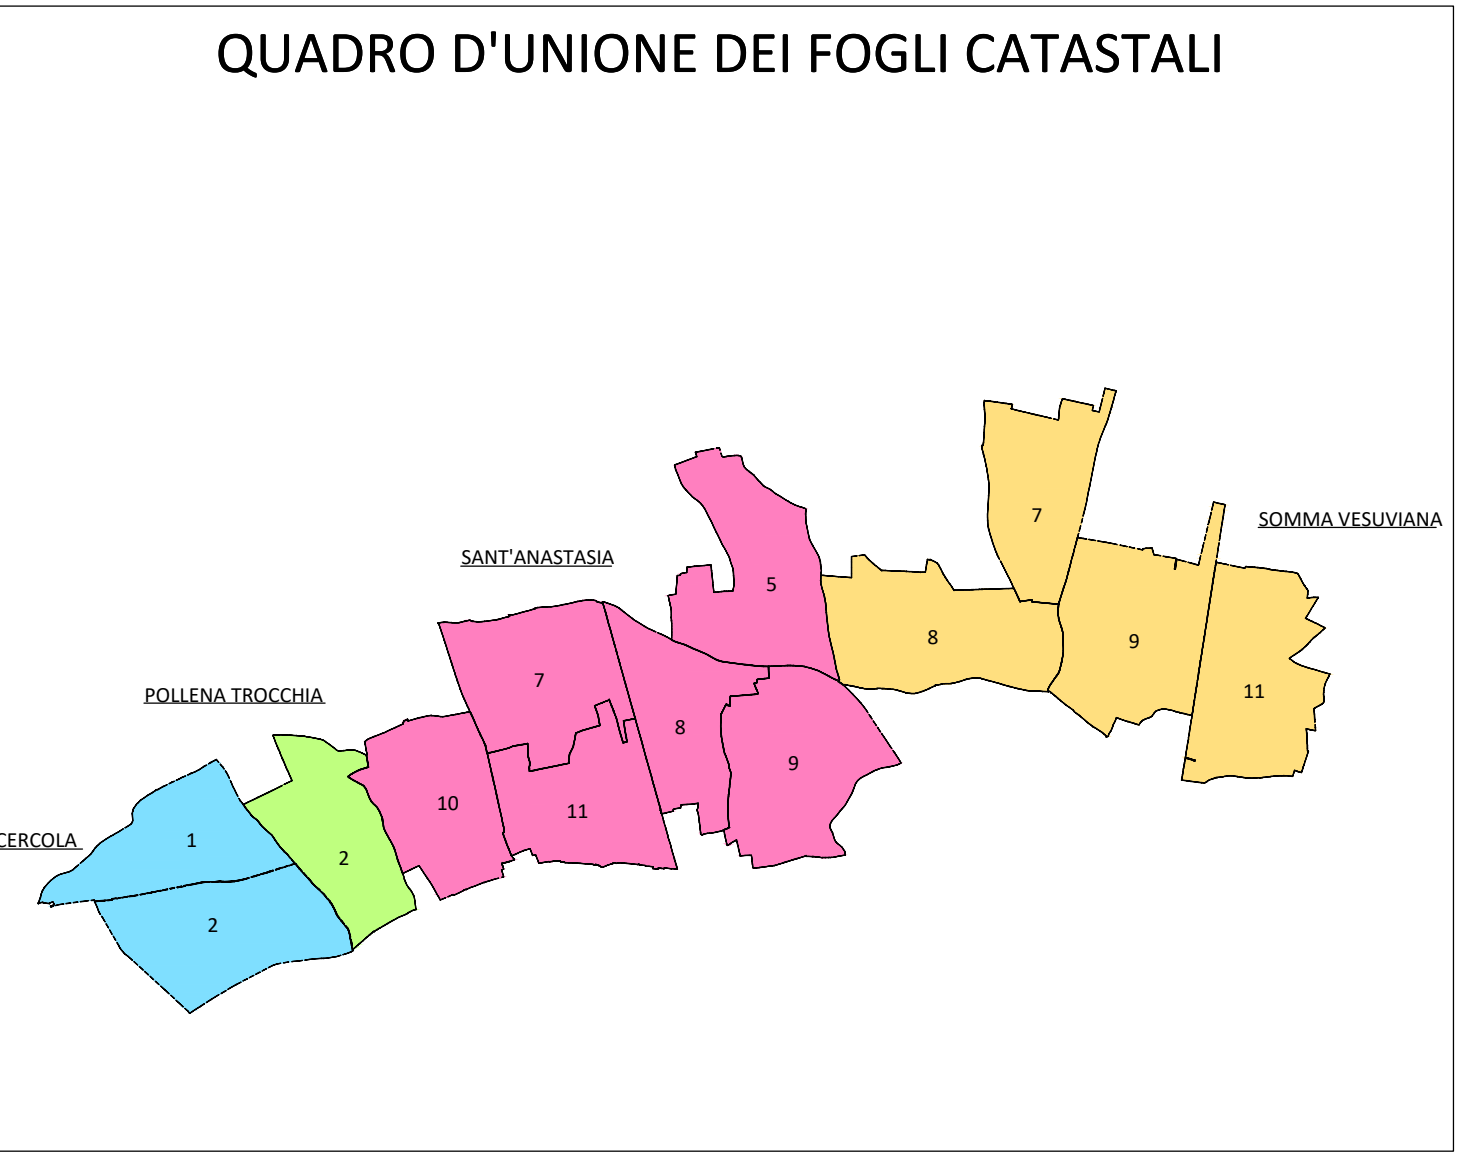 QUADRO D'UNIONE DEI FOGLI CATASTALI
7
SOMMA VESUVIANA
SANT'ANASTASIA
5
8
9
7
11
POLLENA TROCCHIA
8
9
10
11
1
CERCOLA
2
2